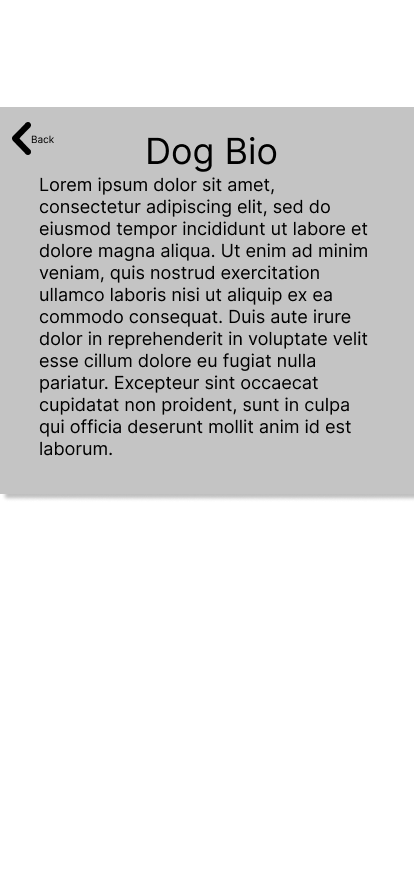 Back
Dog Bio
Lorem ipsum dolor sit amet,
consectetur adipiscing elit, sed do
eiusmod tempor incididunt ut labore et
dolore magna aliqua. Ut enim ad minim
veniam, quis nostrud exercitation
ullamco laboris nisi ut aliquip ex ea
commodo consequat. Duis aute irure
dolor in reprehenderit in voluptate velit
esse cillum dolore eu fugiat nulla
pariatur. Excepteur sint occaecat
cupidatat non proident, sunt in culpa
qui officia deserunt mollit anim id est
laborum.